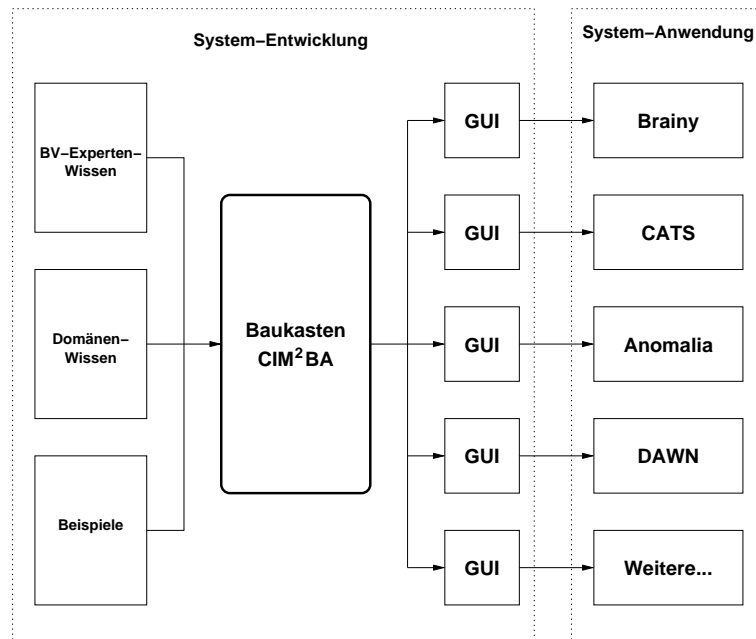 System–Entwicklung
System–Anwendung
BV–Experten–
Wissen
Domänen–
Wissen
Beispiele
Baukasten
CIM²BA
GUI
Brainy
GUI
CATS
GUI
Anomalia
GUI
DAWN
GUI
Weitere...